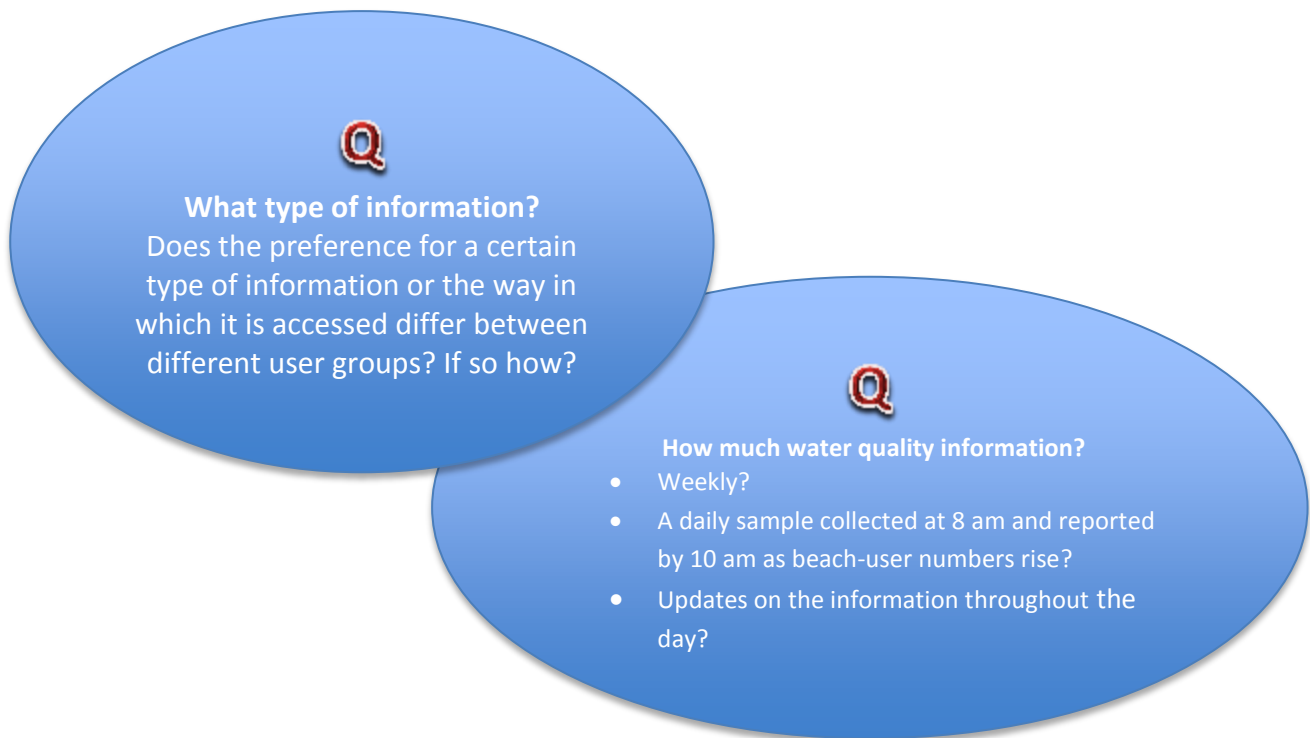 Q
What type of information?
Does the preference for a certain
type of information or the way in
which it is accessed differ between
different user groups? If so how?
Q
How much water quality information?
• Weekly?
• A daily sample collected at 8 am and reported
by 10 am as beach-user numbers rise?
• Updates on the information throughout the
day?